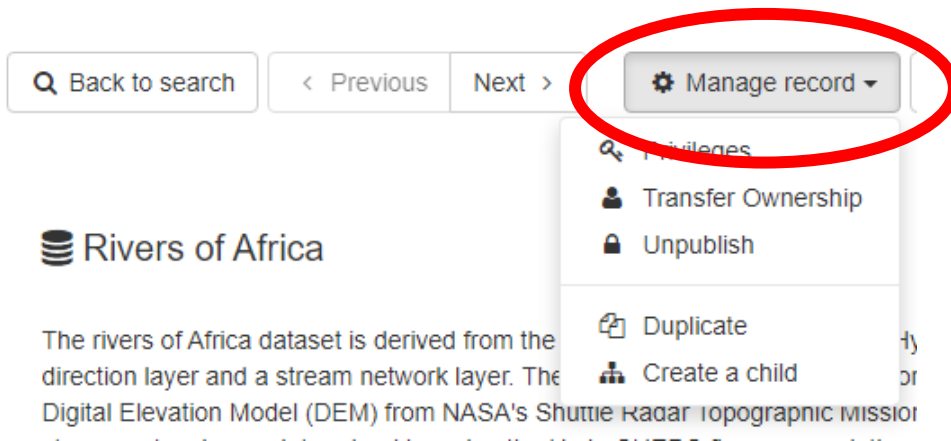 Back to search
Previous
Next
Manage record
Privileges
Transfer Ownership
Unpublish
Duplicate
Create a child
Rivers of Africa
The rivers of Africa dataset is derived from the
direction layer and a stream network layer. The
Digital Elevation Model (DEM) from NASA's Shuttle Radar Topographic Mission